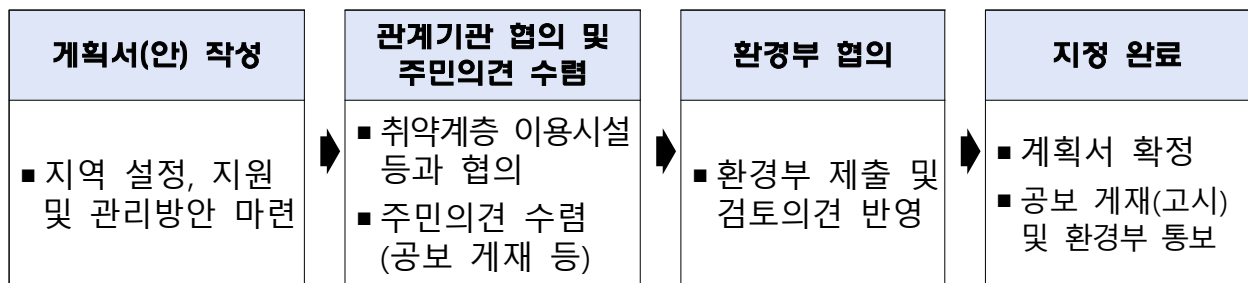 게획서(안) 작성
■ 지역 설정, 지원
및 관리방안 마련
관계기관 협의 및
주민의견 수렴
■ 취약계층 이용시설
등과 협의
■ 주민의견 수렴
(공보 게재 등)
환경부 협의
■ 환경부 제출 및
검토의견 반영
지정 완료
■ 계획서 확정
■ 공보 게재(고시)
및 환경부 통보